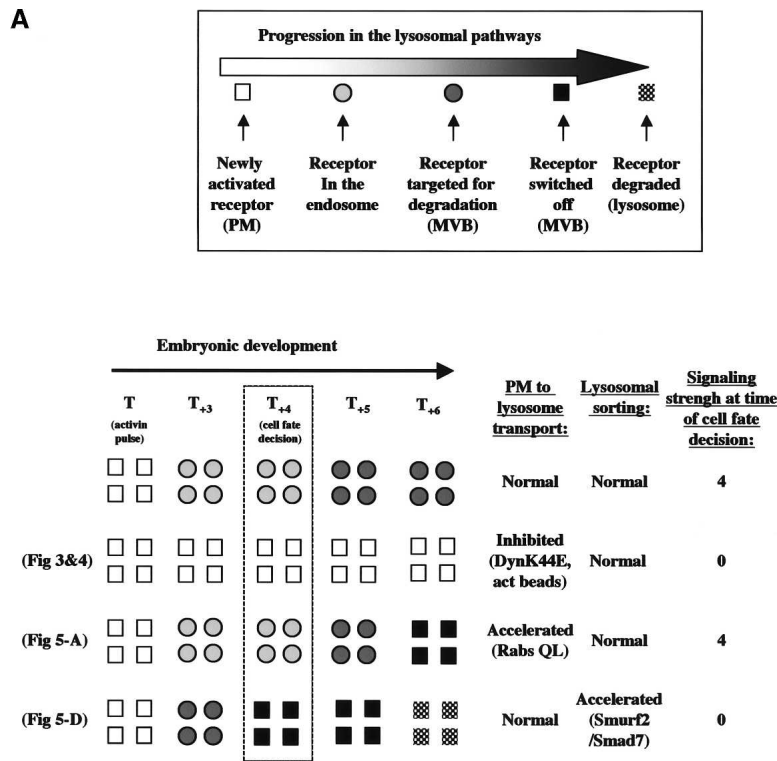 A
Progression in the lysosomal pathways
Newly
activated
receptor
(PM)
Receptor
In the
endosome
Receptor
targeted for
degradation
(MVB)
Receptor
switched
off
(MVB)
Receptor
degraded
(lysosome)
Embryonic development
T
(activin
pulse)
T+3
T+4
(cell fate
decision)
T+5
T+6
PM to
lysosome
transport:
Lysosomal
sorting:
Signaling
strengh at time
of cell fate
decision:
Normal
Normal
4
(Fig 3&4)
Inhibited
(DynK44E,
act beads)
Normal
0
(Fig 5-A)
Accelerated
(Rabs QL)
Normal
4
(Fig 5-D)
Normal
Accelerated
(Smurf2
/Smad7)
0